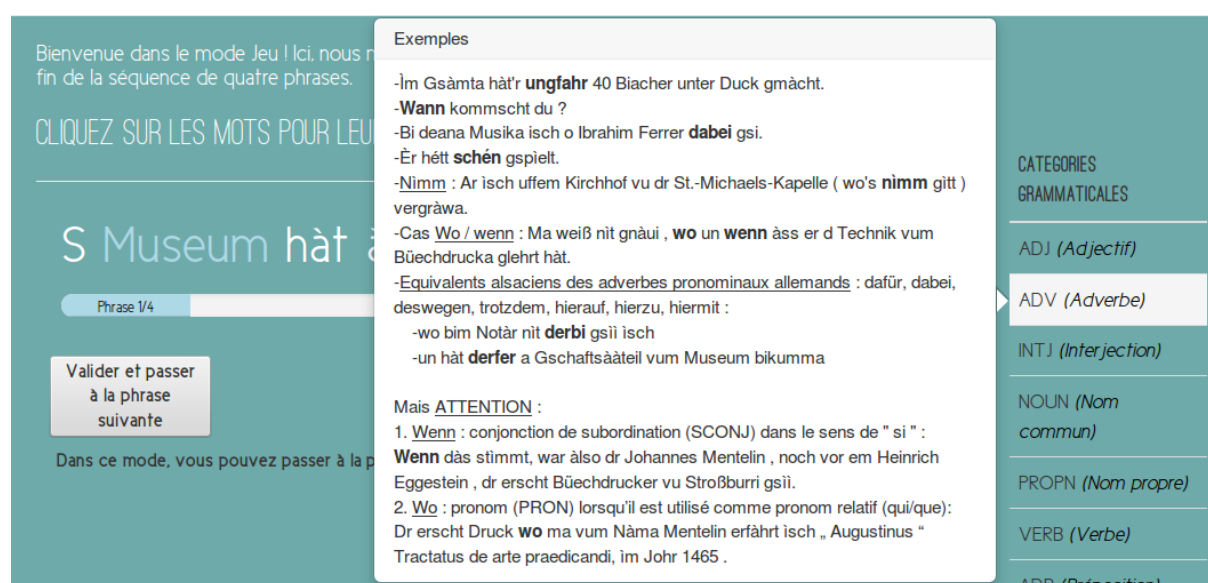 Bienvenue dans le mode Jeu ! Ici, nous
fin de la séquence de quatre phrases.
CLIQUEZ SUR LES MOTS POUR
S Museum hàt
Phrase 1/4
Valider et passer
à la phrase
suivante
Dans ce mode, vous pouvez passer à la
Exemples
-Ìm Gsàmta hàt'r ungfahr 40 Biacher unter Duck gmàcht.
-Wann kommscht du ?
-Bi deana Musika isch o Ibrahim Ferrer dabei gsi.
-Èr hétt schén gspìelt.
-Nìmm : Ar ìsch uffem Kirchhof vu dr St.-Michaels-Kapelle ( wo's nìmm gìtt )
vergràwa.
-Cas Wo / wenn : Ma weiß nìt gnàui , wo un wenn àss er d Technik vum
Büechdrucka glehrt hàt.
-Equivalents alsaciens des adverbes pronominaux allemands : dafür, dabei,
deswegen, trotzdem, hierauf, hierzu, hiermit :
-wo bim Notàr nìt derbi gsìì ìsch
-un hàt derfer a Gschaftsààteil vum Museum bikumma
Mais ATTENTION :
1. Wenn : conjonction de subordination (SCONJ) dans le sens de " si " :
Wenn dàs stìmmt, war àlso dr Johannes Mentelin , noch vor em Heinrich
Eggestein , dr erscht Büechdrucker vu Stroßburri gsìì.
2. Wo : pronom (PRON) lorsqu'il est utilisé comme pronom relatif (qui/que):
Dr erscht Druck wo ma vum Nàma Mentelin erfàhrt ìsch „ Augustinus “
Tractatus de arte praedicandi, ìm Johr 1465 .
CATEGORIES
GRAMMATICALES
ADJ (Adjectif)
ADV (Adverbe)
INTJ (Interjection)
NOUN (Nom
commun)
PROPN (Nom propre)
VERB (Verbe)